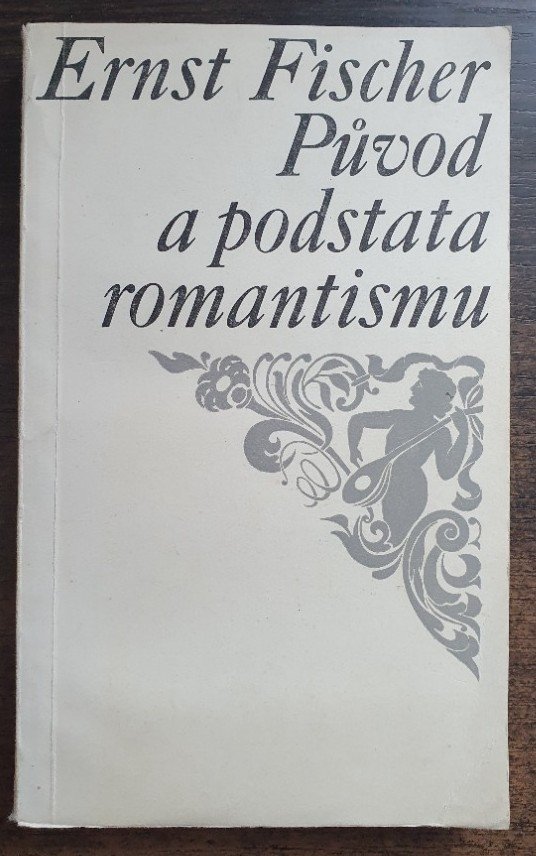 Ernst Fischer
Původ
a podstata
romantismu